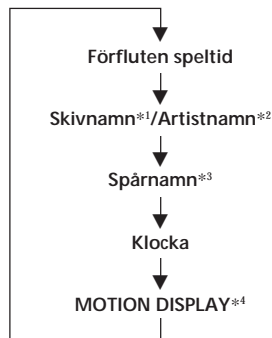 Förfluten speltid
Skivnamn*1/Artistnamn*2
Spårnamn*3
Klocka
MOTION DISPLAY*4